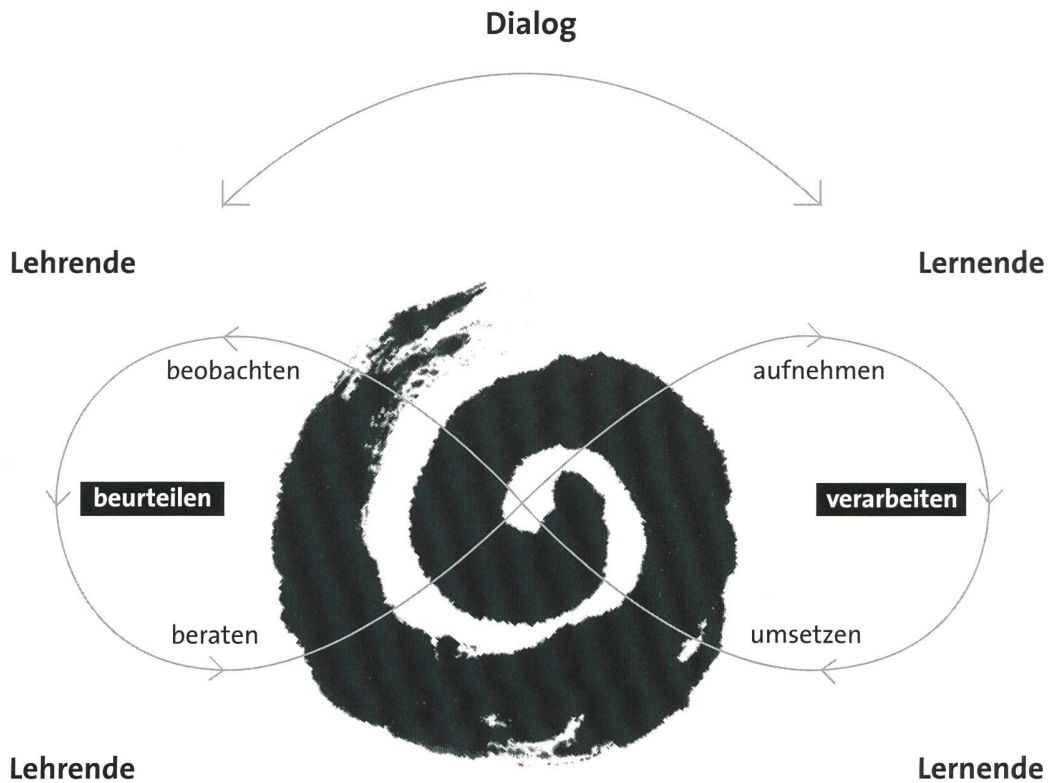 Dialog
Lehrende
Lernende
beobachten
aufnehmen
beurteilen
verarbeiten
beraten
umsetzen
Lehrende
Lernende